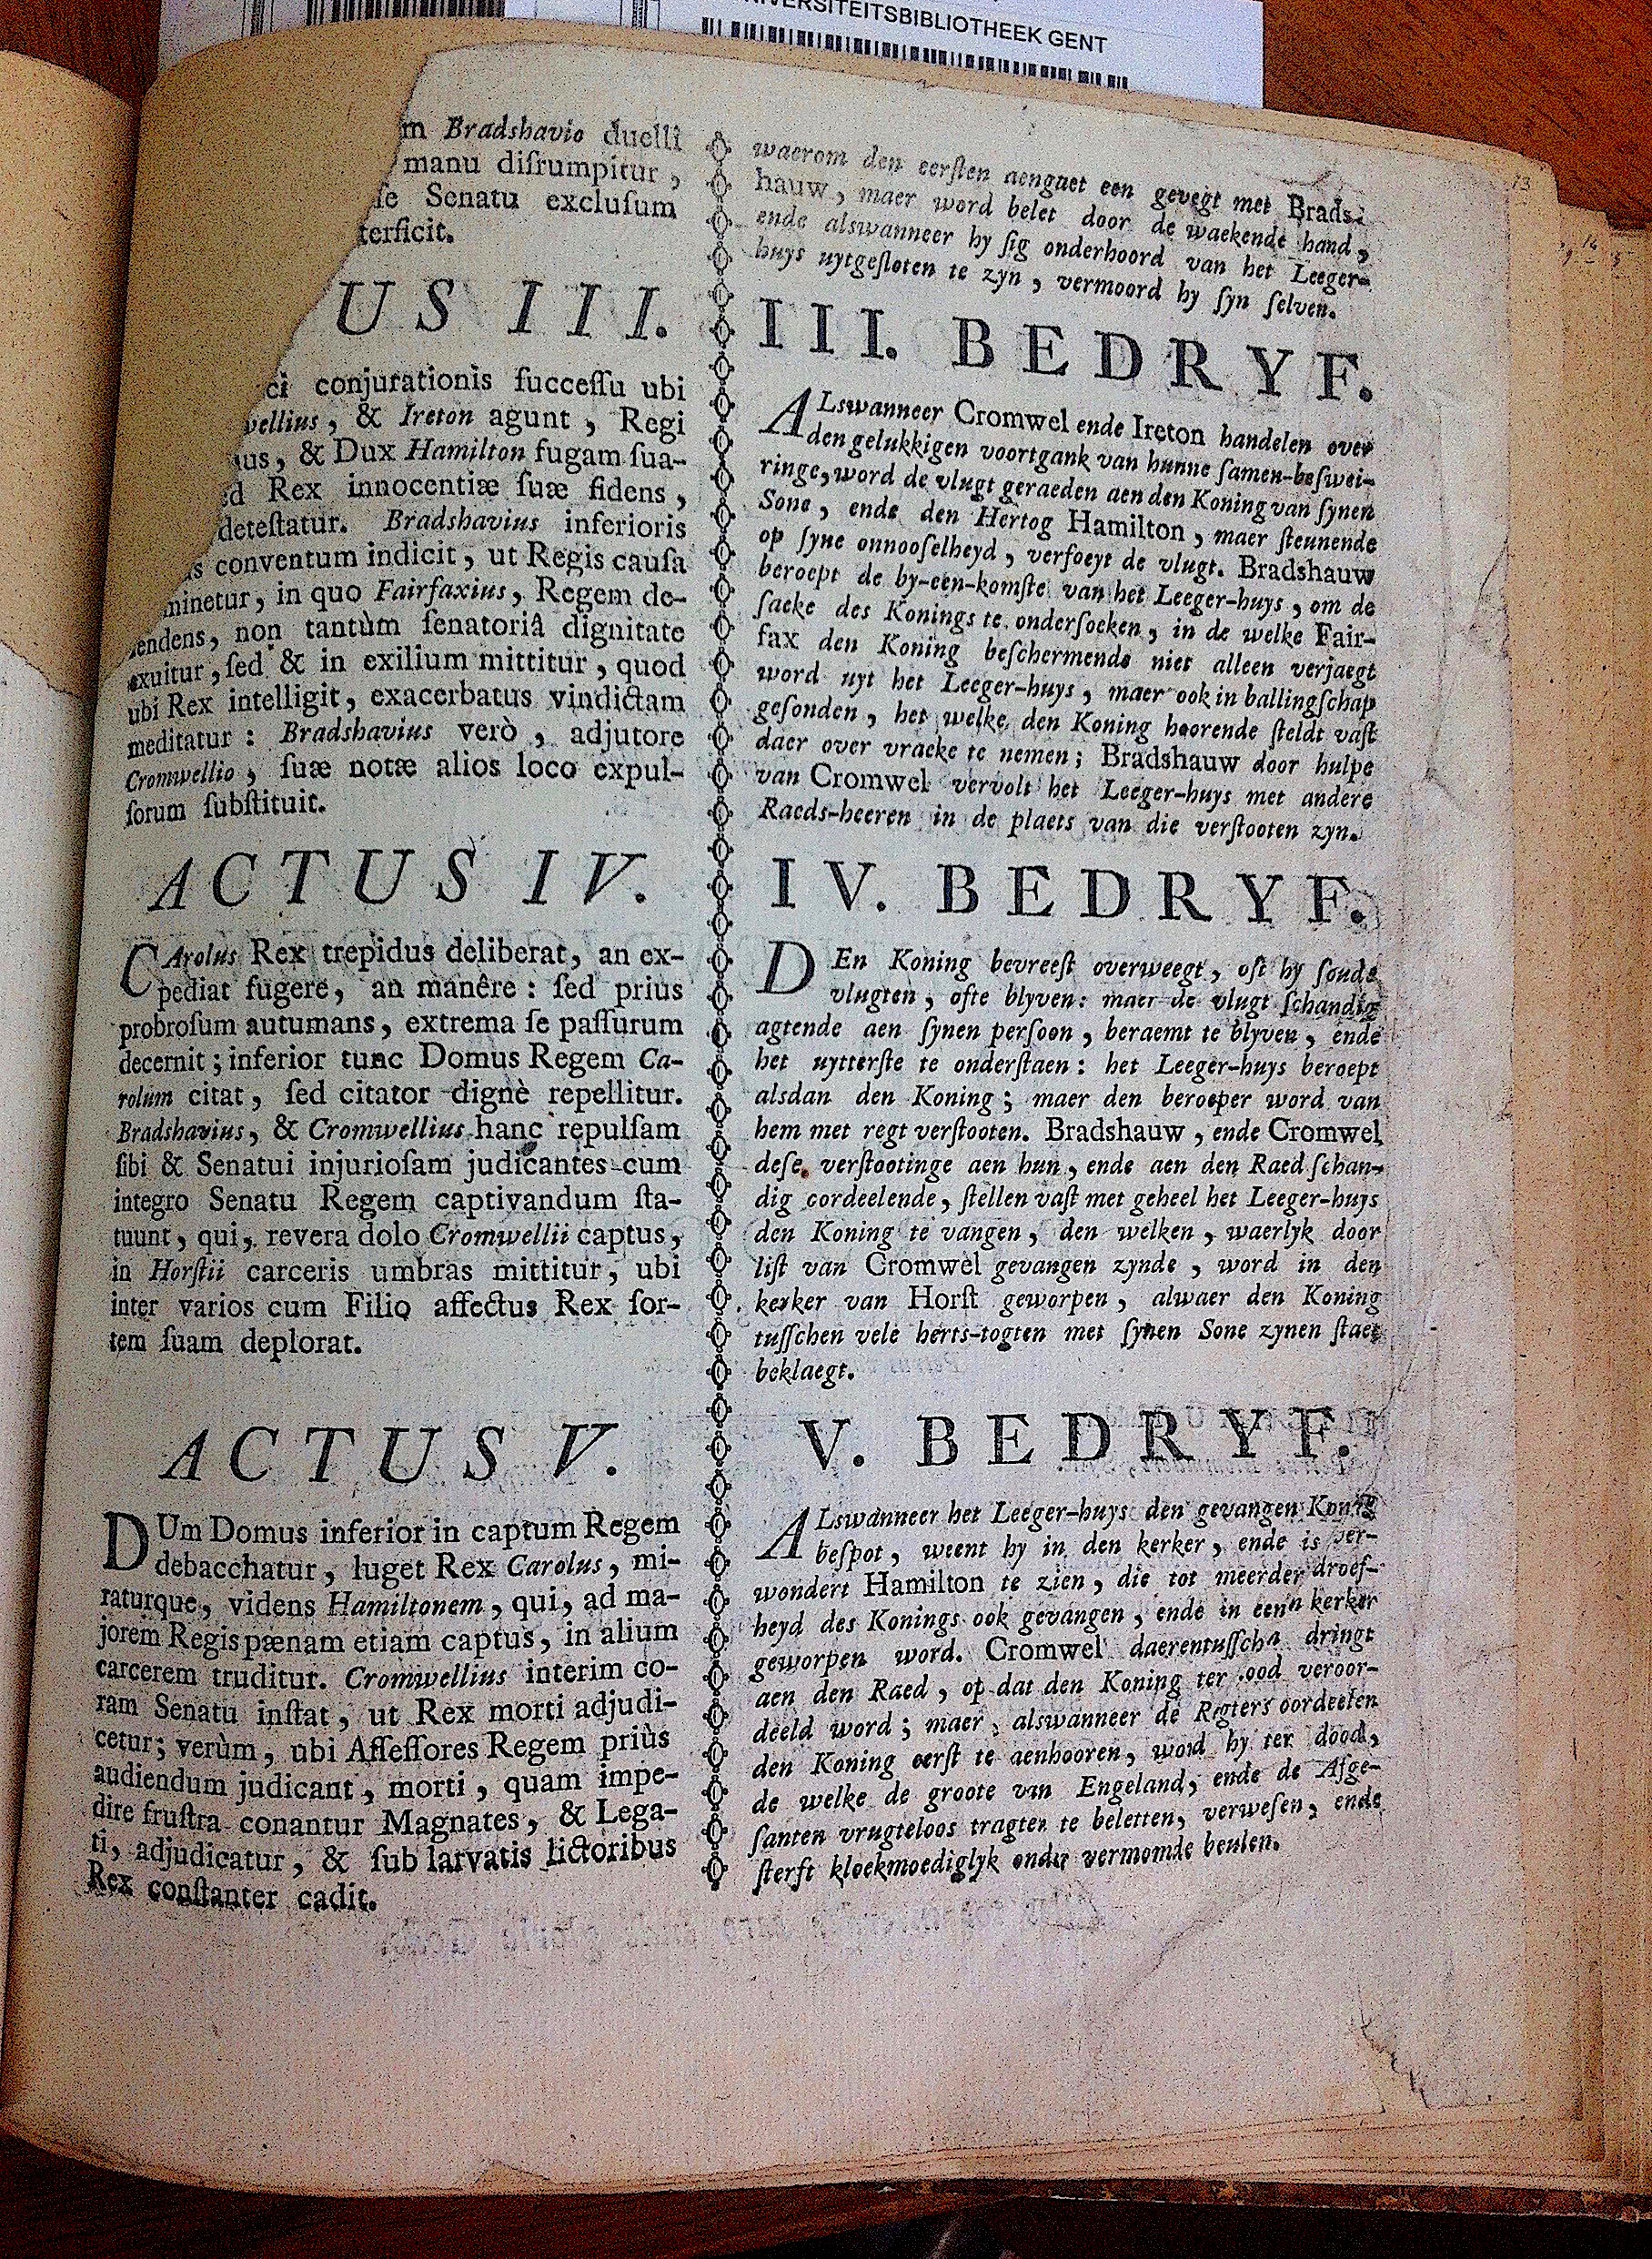 UNIVERSITEITSBIBLIOTHEEK GENT
13
m Bradshavio duelli
manu diſrumpitur,
ſe Senatu excluſum
terficit.
US III.
ci conjurationis ſucceſſu ubi
wellius, & Ireton agunt, Regi
us, & Dux Hamilton fugam ſua-
d Rex innocentiæ ſuæ fidens,
deteſtatur. Bradshavius inferioris
s conventum indicit, ut Regis cauſa
minetur, in quo Fairfaxius, Regem de-
endens, non tantùm ſenatoriâ dignitate
exuitur, ſed & in exilium mittitur, quod
ubi Rex intelligit, exacerbatus vindictam
meditatur: Bradshavius verò, adjutore
Cromwellio, ſuæ notæ alios loco expul-
ſorum ſubſtituit.
ACTUS IV.
CArolus Rex trepidus deliberat, an ex-
pediat fugere, an manêre: ſed prius
probroſum autumans, extrema ſe paſſurum
decernit; inferior tunc Domus Regem Ca-
rolum citat, ſed citator dignè repellitur.
Bradshavius, & Cromwellius hanc repulſam
ſibi & Senatui injurioſam judicantes cum
integro Senatu Regem captivandum ſta-
tuunt, qui, revera dolo Cromwellii captus,
in Horſtii carceris umbras mittitur, ubi
inter varios cum Filio affectus Rex ſor-
tem ſuam deplorat.
ACTUS V.
DUm Domus inferior in captum Regem
debacchatur, luget Rex Carolus, mi-
raturque, videns Hamiltonem, qui, ad ma-
jorem Regis pænam etiam captus, in alium
carcerem truditur. Cromwellius interim co-
ram Senatu inſtat, ut Rex morti adjudi-
cetur; verùm, ubi Aſſeſſores Regem priùs
audiendum judicant, morti, quam impe-
dire fruſtra conantur Magnates, & Lega-
ti, adjudicatur, & ſub larvatis lictoribus
Rex conſtanter cadit.
waerom den eerſten aengaet een gevegt met Brads-
hauw, maer word belet door de waekende hand,
ende alswanneer hy ſig onderhoord van het Leeger-
huys uytgeſloten te zyn, vermoord hy ſyn ſelven.
III. BEDRYF.
ALswanneer Cromwel ende Ireton handelen over
den gelukkigen voortgank van hunne ſamen-beſwei-
ringe, word de vlugt geraeden aen den Koning van ſynen
Sone, ende den Hertog Hamilton, maer ſteunende
op ſyne onnooſelheyd, verfoeyt de vlugt. Bradshauw
beroept de by-een-komſte van het Leeger-huys, om de
ſaeke des Konings te onderſoeken, in de welke Fair-
fax den Koning beſchermende niet alleen verjaegt
word uyt het Leeger-huys, maer ook in ballingſchap
geſonden, het welke den Koning hoorende ſteldt vaſt
daer over vraeke te nemen; Bradshauw door hulpe
van Cromwel vervolt het Leeger-huys met andere
Raeds-heeren in de plaets van die verſtooten zyn.
IV. BEDRYF.
DEn Koning bevreeſt overweegt, oft hy ſoude
vlugten, ofte blyven: maer de vlugt ſchandig
agtende aen ſynen perſoon, beraemt te blyven, ende
het uytterſte te onderſtaen: het Leeger-huys beroept
alsdan den Koning; maer den beroeper word van
hem met regt verſtooten. Bradshauw, ende Cromwel
deſe verſtootinge aen hun, ende aen den Raed ſchan-
dig oordeelende, ſtellen vaſt met geheel het Leeger-huys
den Koning te vangen, den welken, waerlyk door
liſt van Cromwel gevangen zynde, word in den
kerker van Horſt geworpen, alwaer den Koning
tuſſchen vele herts-togten met ſynen Sone zynen ſtaet
beklaegt.
V. BEDRYF.
ALswanneer het Leeger-huys den gevangen Koning
beſpot, weent hy in den kerker, ende is ver-
wondert Hamilton te zien, die tot meerder droef-
heyd des Konings ook gevangen, ende in een kerker
geworpen word. Cromwel daerentuſſche dringt
aen den Raed, op dat den Koning ter dood veroor-
deeld word; maer, alswanneer de Regters oordeelen
den Koning eerſt te aenhooren, word hy ter dood,
de welke de groote van Engeland, ende de Afge-
ſanten vrugteloos tragten te beletten, verweſen, ende
ſterft kloekmoediglyk onder vermomde beulen.